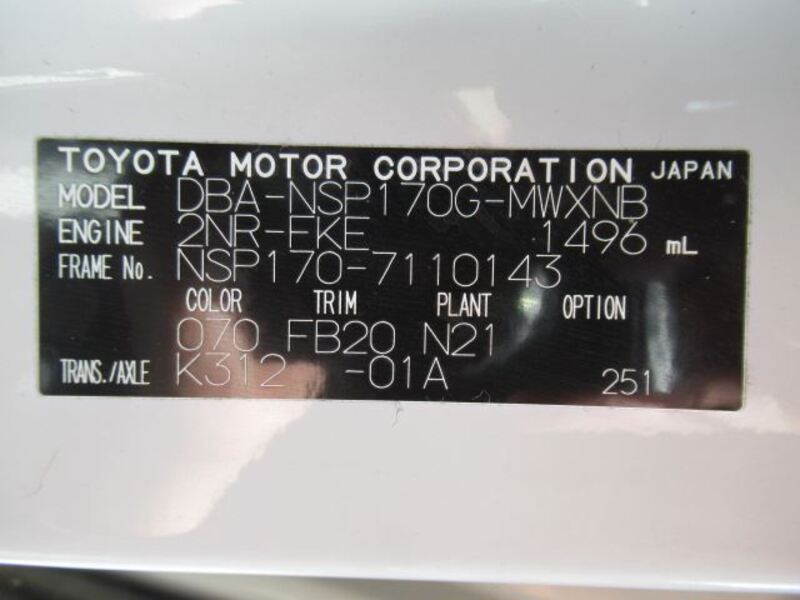 TOYOTA MOTOR CORPORATION JAPAN
MODEL DBA-NSP170G-MWXNB
ENGINE 2NR-FKE 1496 mL
FRAME No. NSP170-7110143
COLOR TRIM PLANT OPTION
070 FB20 N21
TRANS./AXLE K312 -01A 251